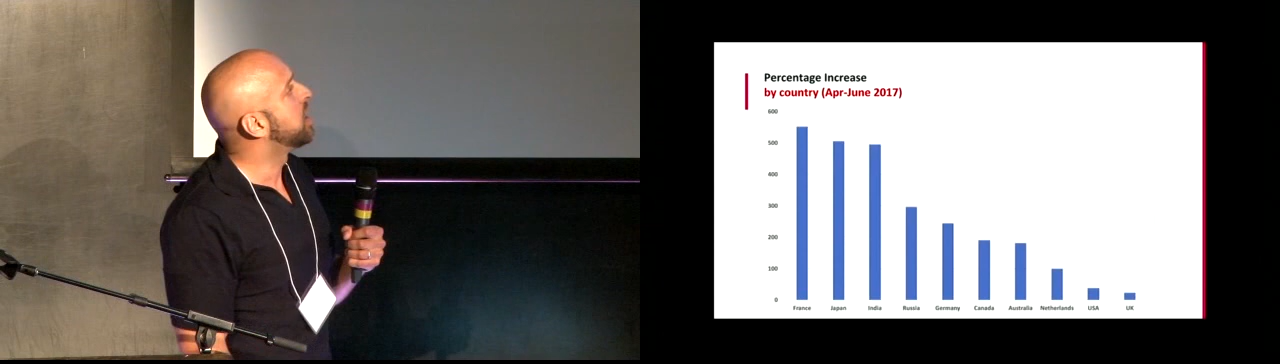 Percentage Increase
by country (Apr-June 2017)
600
500
400
300
200
100
0
France Japan India Russia Germany Canada Australia Netherlands USA UK